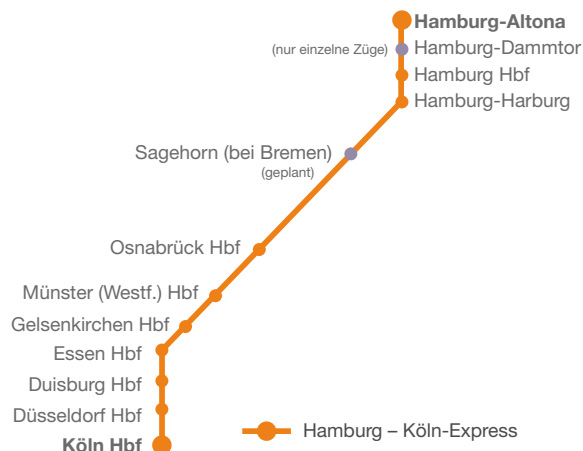 Hamburg-Altona
(nur einzelne Züge) Hamburg-Dammtor
Hamburg Hbf
Hamburg-Harburg
Sagehorn (bei Bremen)
(geplant)
Osnabrück Hbf
Münster (Westf.) Hbf
Gelsenkirchen Hbf
Essen Hbf
Duisburg Hbf
Düsseldorf Hbf
Köln Hbf
Hamburg – Köln-Express